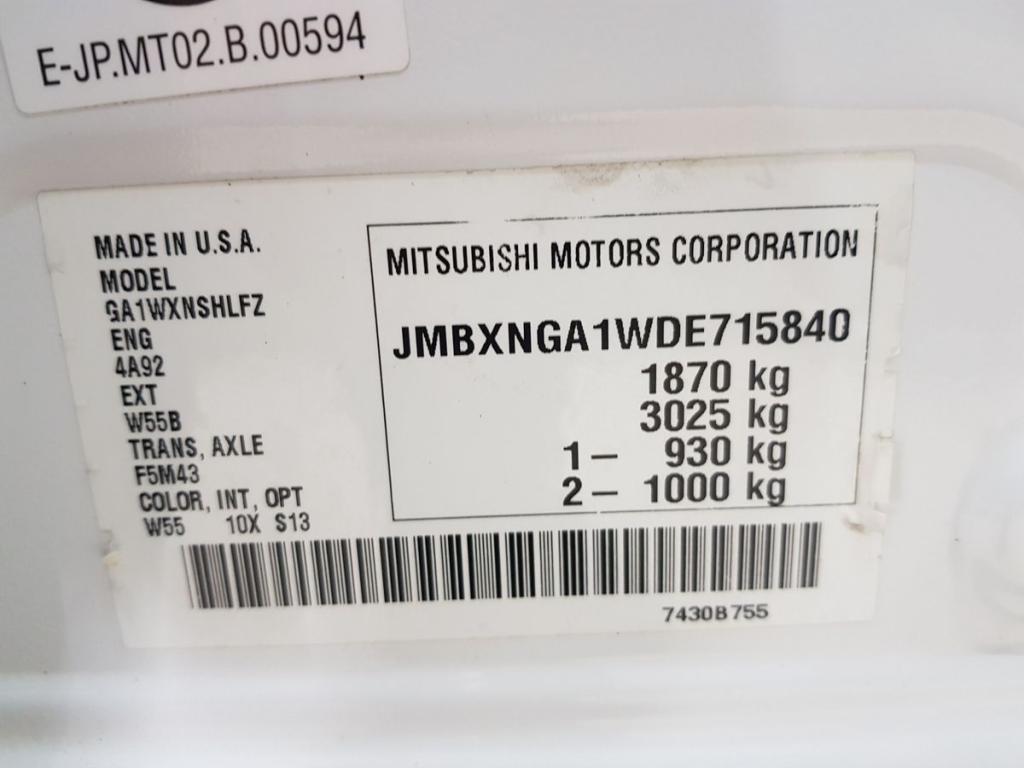 E-JP.MT02.B.00594
MADE IN U.S.A.
MODEL
GA1WXNSHLFZ
ENG
4A92
EXT
W55B
TRANS, AXLE
F5M43
COLOR, INT, OPT
W55 10X S13
MITSUBISHI MOTORS CORPORATION
JMBXNGA1WDE715840
1870 kg
3025 kg
1 - 930 kg
2 - 1000 kg
7430B755